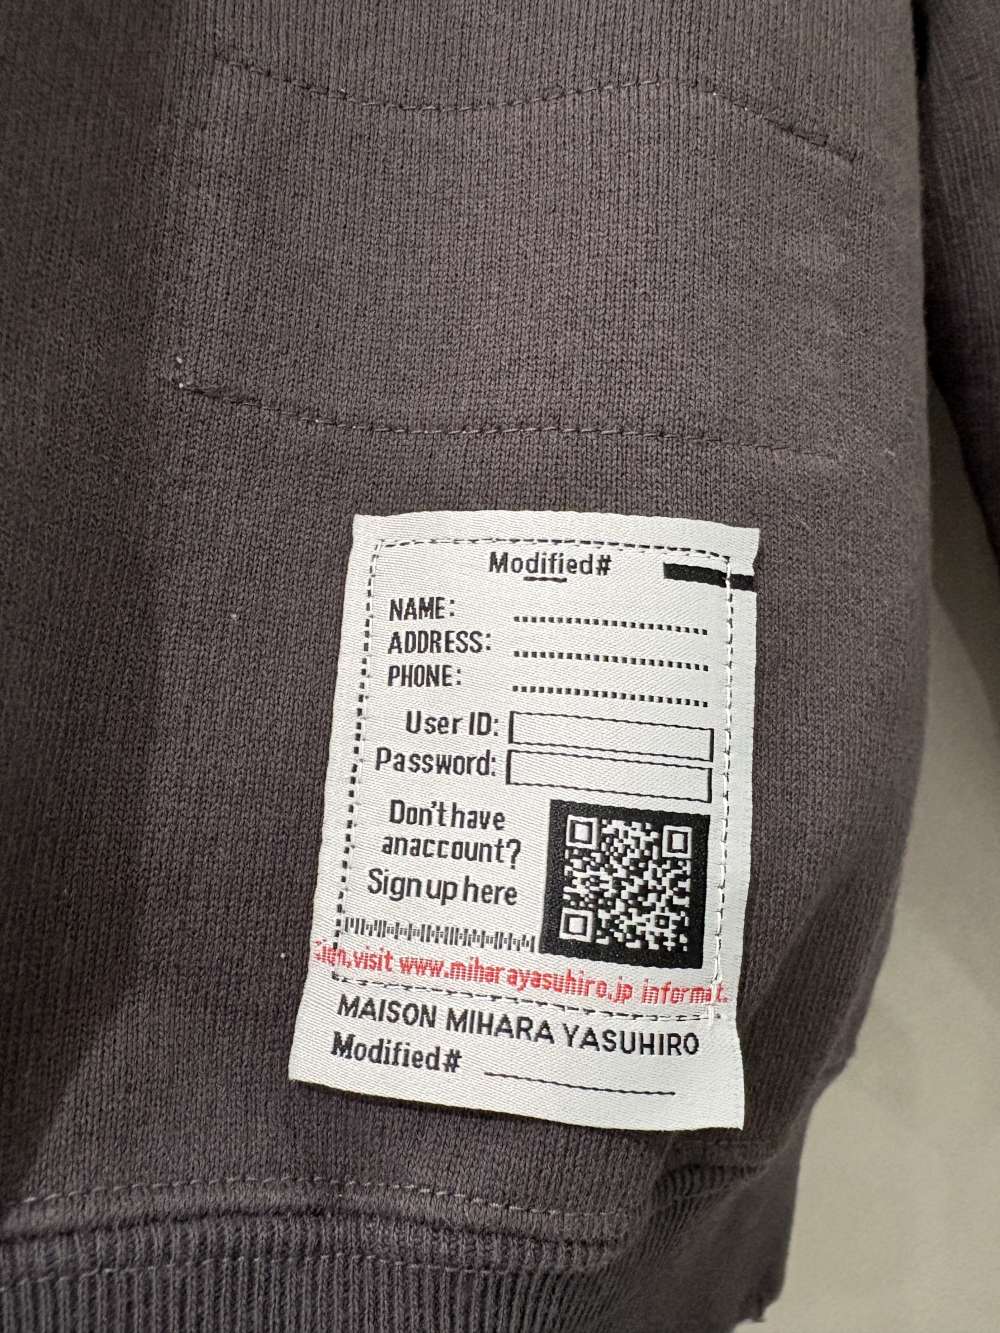 Modified#
NAME:
ADDRESS:
PHONE:
User ID:
Password:
Don't have
anaccount?
Sign up here
visit www.miharayasuhiro.jp informat.
MAISON MIHARA YASUHIRO
Modified#